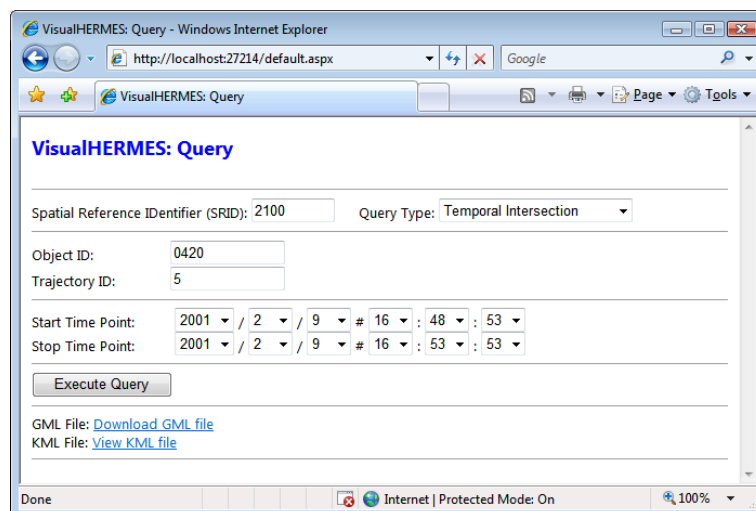 VisualHERMES: Query - Windows Internet Explorer
http://localhost:27214/default.aspx Google
VisualHERMES: Query Page Tools
VisualHERMES: Query
Spatial Reference IDentifier (SRID): 2100 Query Type: Temporal Intersection
Object ID: 0420
Trajectory ID: 5
Start Time Point: 2001 / 2 / 9 # 16 : 48 : 53
Stop Time Point: 2001 / 2 / 9 # 16 : 53 : 53
Execute Query
GML File: Download GML file
KML File: View KML file
Done Internet | Protected Mode: On 100%